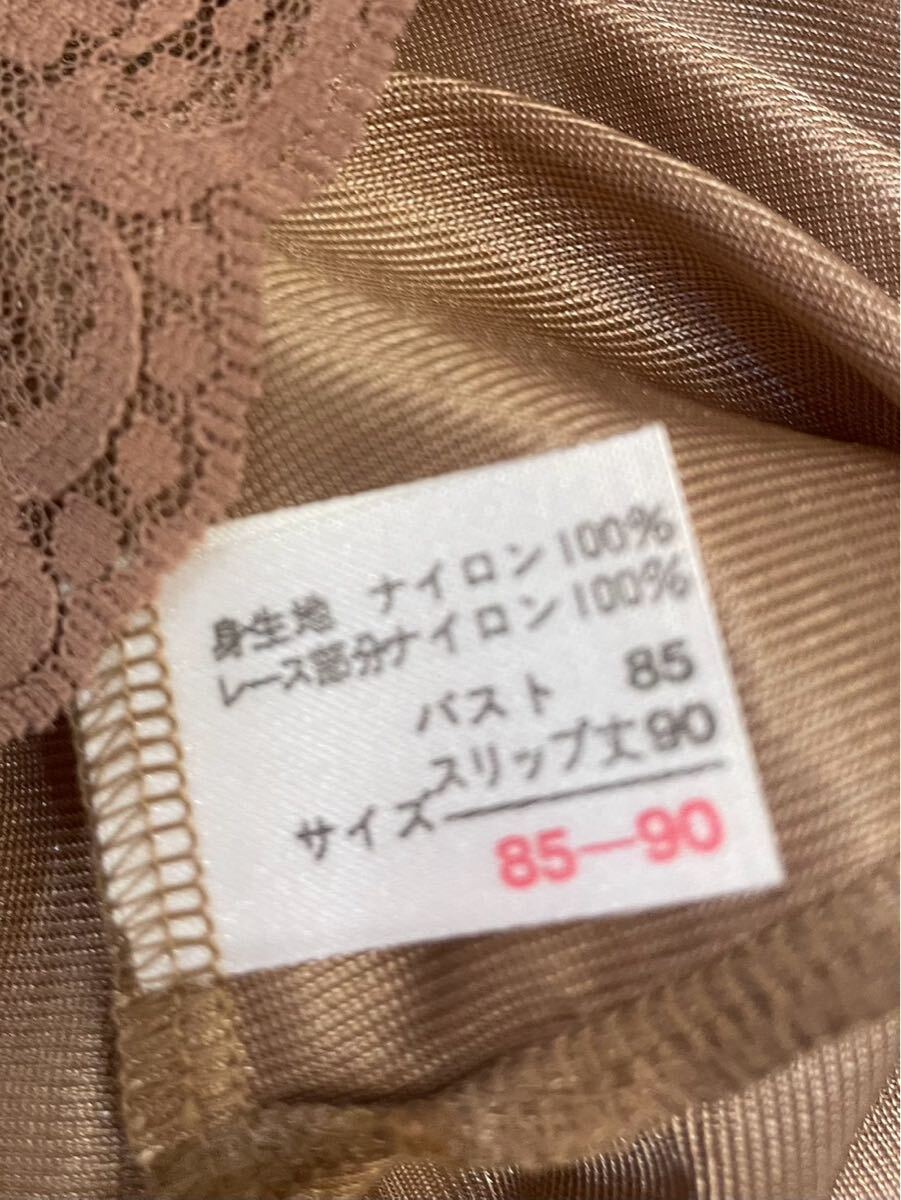 身生地 ナイロン100%
レース部分ナイロン100%
バスト 85
スリップ丈90
サイズ
85—90